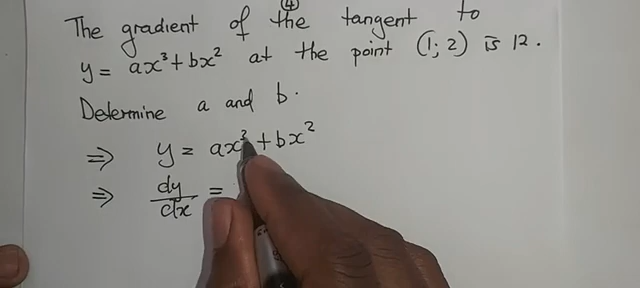 ④
The gradient of the tangent to
y = ax³ + bx² at the point (1; 2) is 12.
Determine a and b.
⇒ y = ax³ + bx²
⇒ dy/dx =